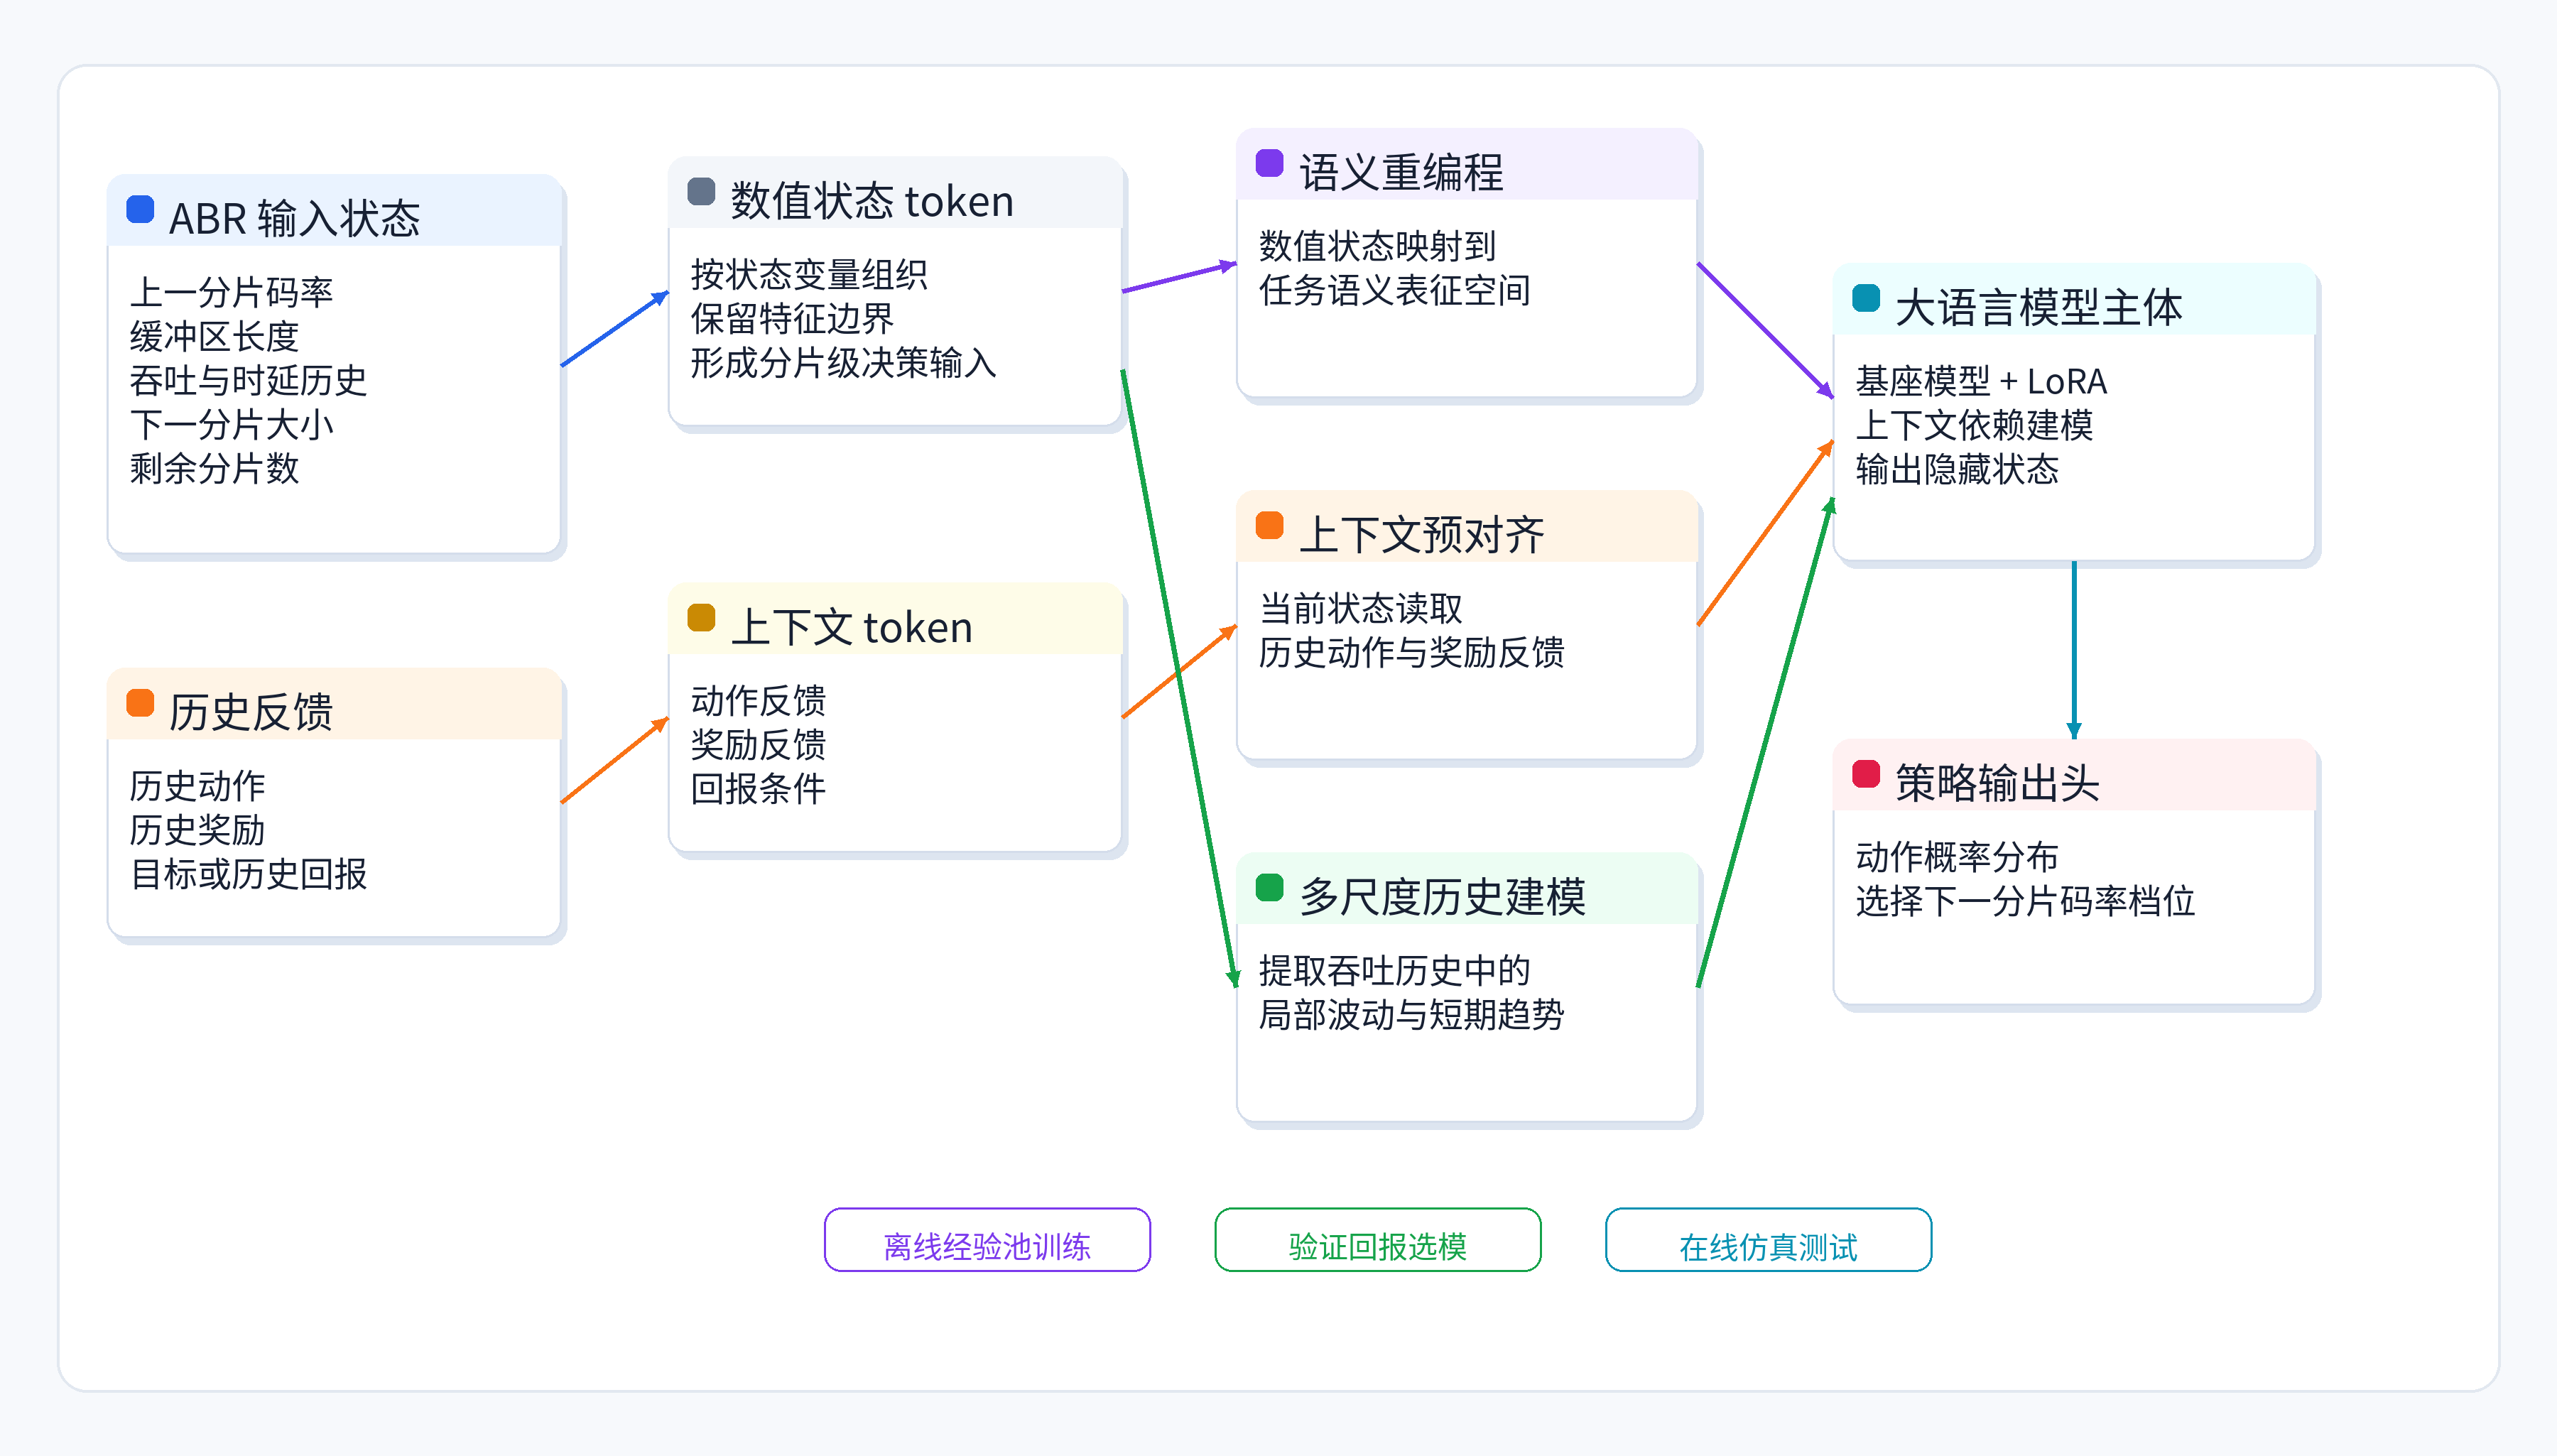 ABR 输入状态
上一分片码率
缓冲区长度
吞吐与时延历史
下一分片大小
剩余分片数
历史反馈
历史动作
历史奖励
目标或历史回报
数值状态 token
按状态变量组织
保留特征边界
形成分片级决策输入
上下文 token
动作反馈
奖励反馈
回报条件
语义重编程
数值状态映射到
任务语义表征空间
上下文预对齐
当前状态读取
历史动作与奖励反馈
多尺度历史建模
提取吞吐历史中的
局部波动与短期趋势
大语言模型主体
基座模型 + LoRA
上下文依赖建模
输出隐藏状态
策略输出头
动作概率分布
选择下一分片码率档位
离线经验池训练
验证回报选模
在线仿真测试